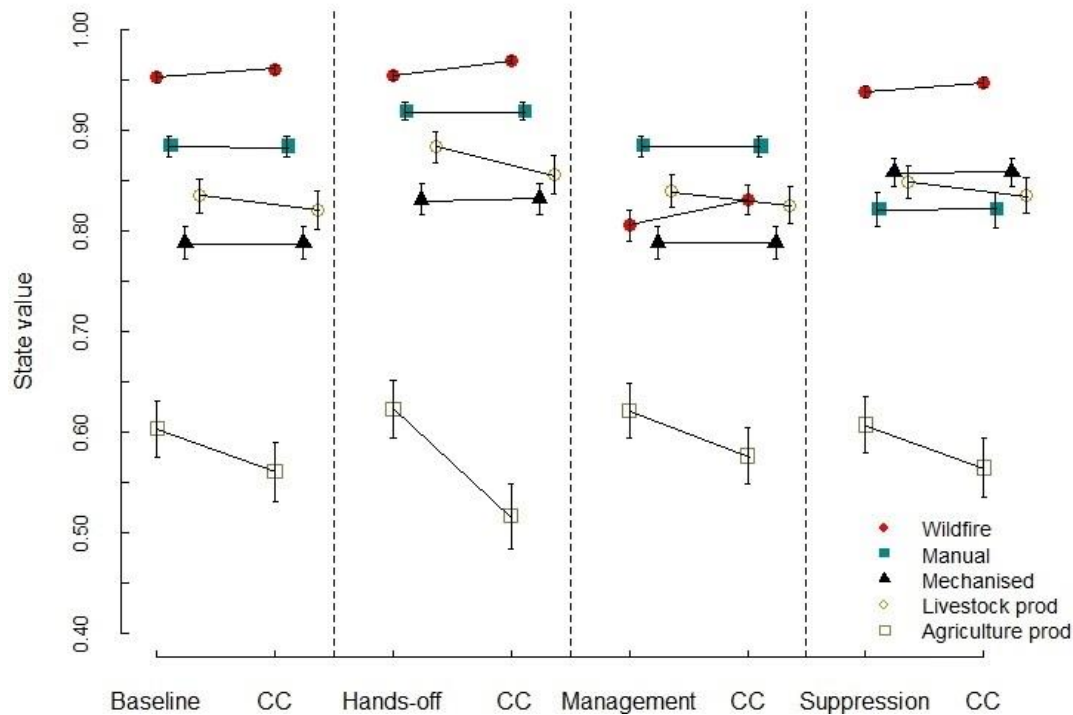 State value
1.00
0.90
0.80
0.70
0.60
0.50
0.40
Wildfire
Manual
Mechanised
Livestock prod
Agriculture prod
Baseline CC Hands-off CC Management CC Suppression CC